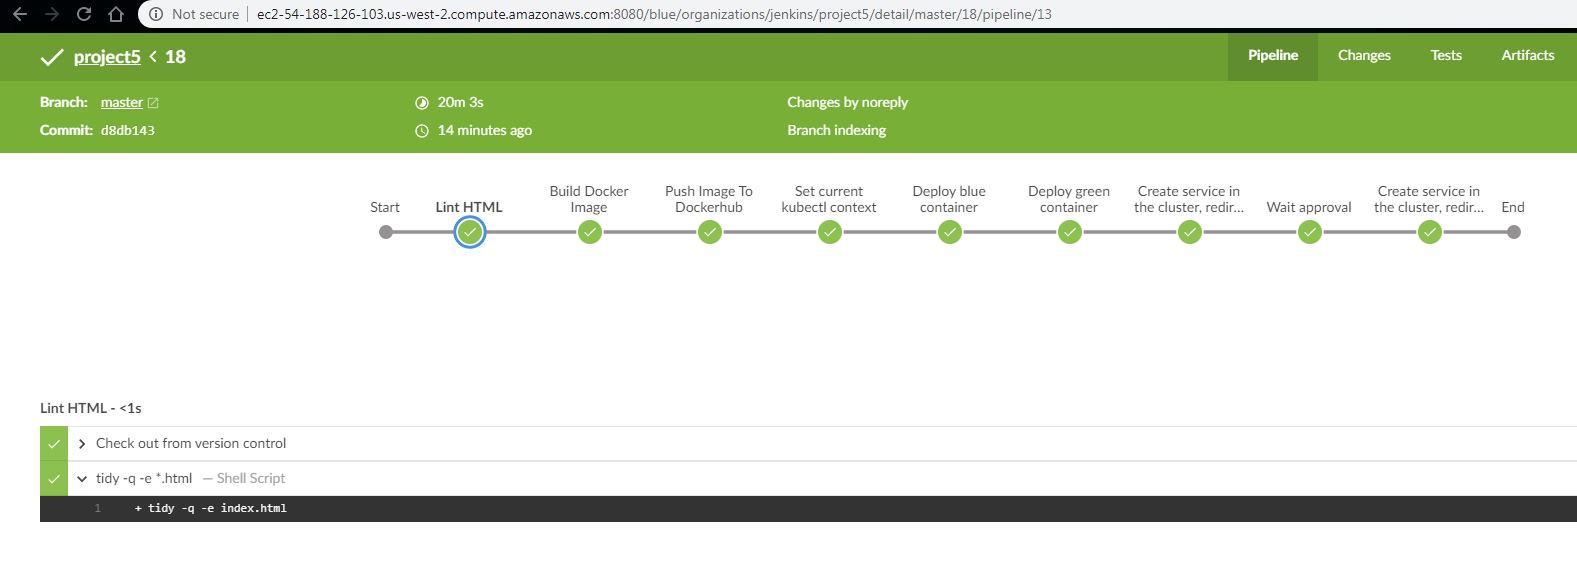 Not secure | ec2-54-188-126-103.us-west-2.compute.amazonaws.com:8080/blue/organizations/jenkins/project5/detail/master/18/pipeline/13
project5 < 18 Pipeline Changes Tests Artifacts
Branch: master 20m 3s Changes by noreply
Commit: d8db143 14 minutes ago Branch indexing
Start
Lint HTML
Build Docker
Image
Push Image To
Dockerhub
Set current
kubectl context
Deploy blue
container
Deploy green
container
Create service in
the cluster, redir...
Wait approval
Create service in
the cluster, redir...
End
Lint HTML - <1s
Check out from version control
tidy -q -e *.html — Shell Script
1 + tidy -q -e index.html